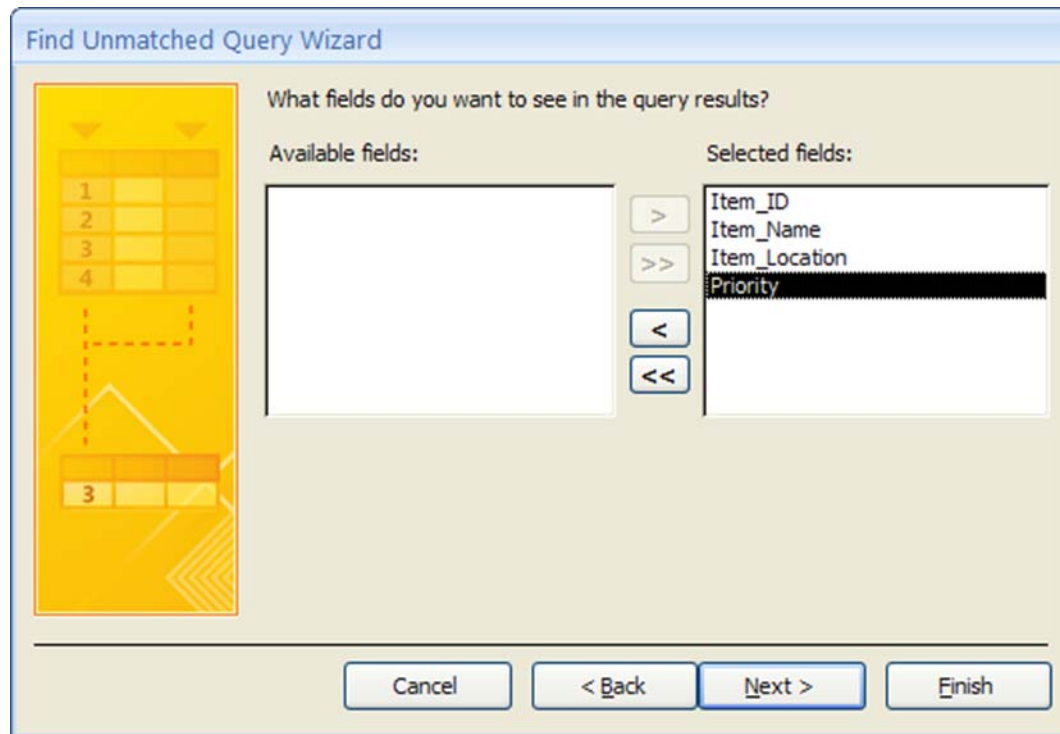 Find Unmatched Query Wizard
What fields do you want to see in the query results?
Available fields:
Selected fields:
1
2
3
4
3
>
>>
<
<<
Item_ID
Item_Name
Item_Location
Priority
Cancel
< Back
Next >
Finish